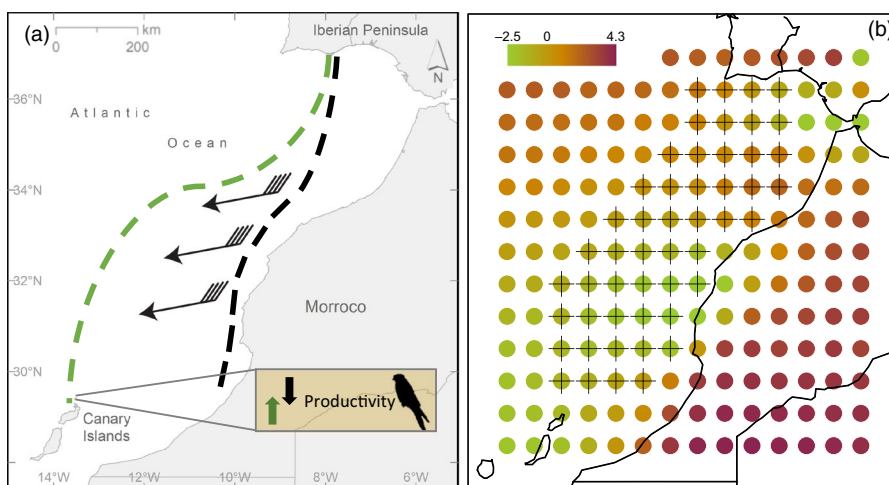 (a)
0
km
200
Iberian Peninsula
N
36°N
Atlantic
Ocean
34°N
32°N
Morroco
30°N
Productivity
Canary
Islands
14°W
12°W
10°W
8°W
6°W
(b)
−2.5
0
4.3